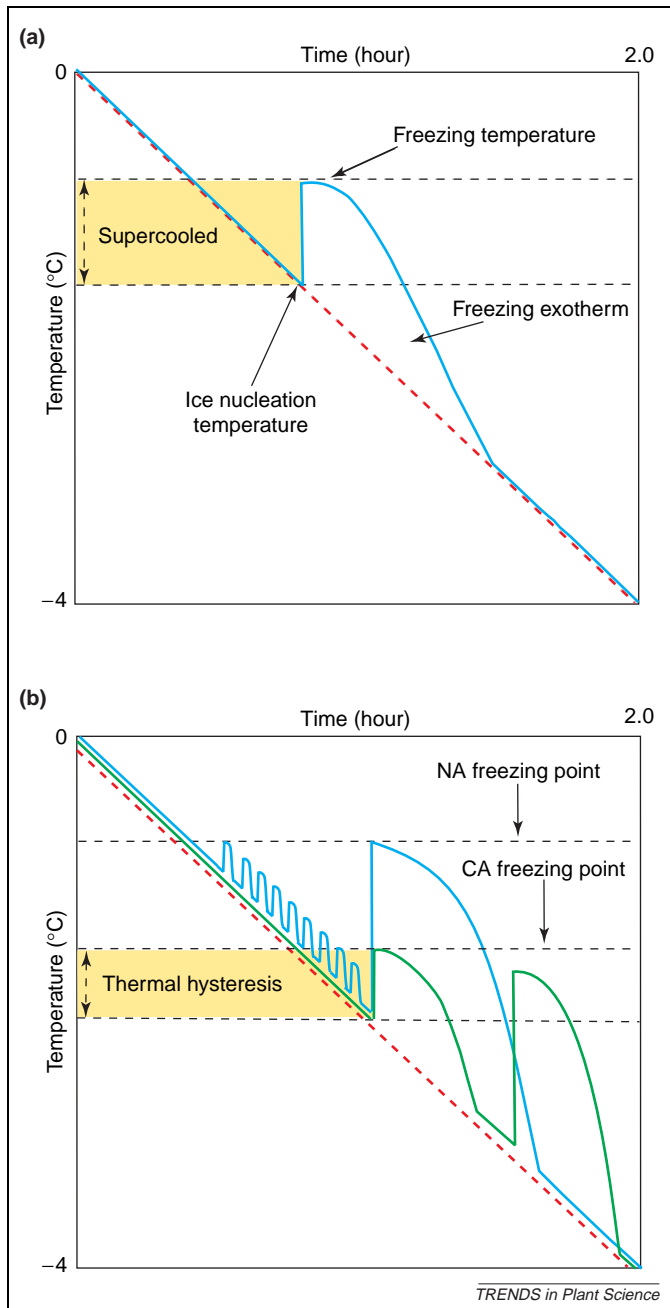 (a)
Time (hour)
2.0
0
Freezing temperature
Supercooled
Temperature (°C)
Freezing exotherm
Ice nucleation
temperature
−4
(b)
Time (hour)
2.0
0
NA freezing point
CA freezing point
Temperature (°C)
Thermal hysteresis
−4
TRENDS in Plant Science